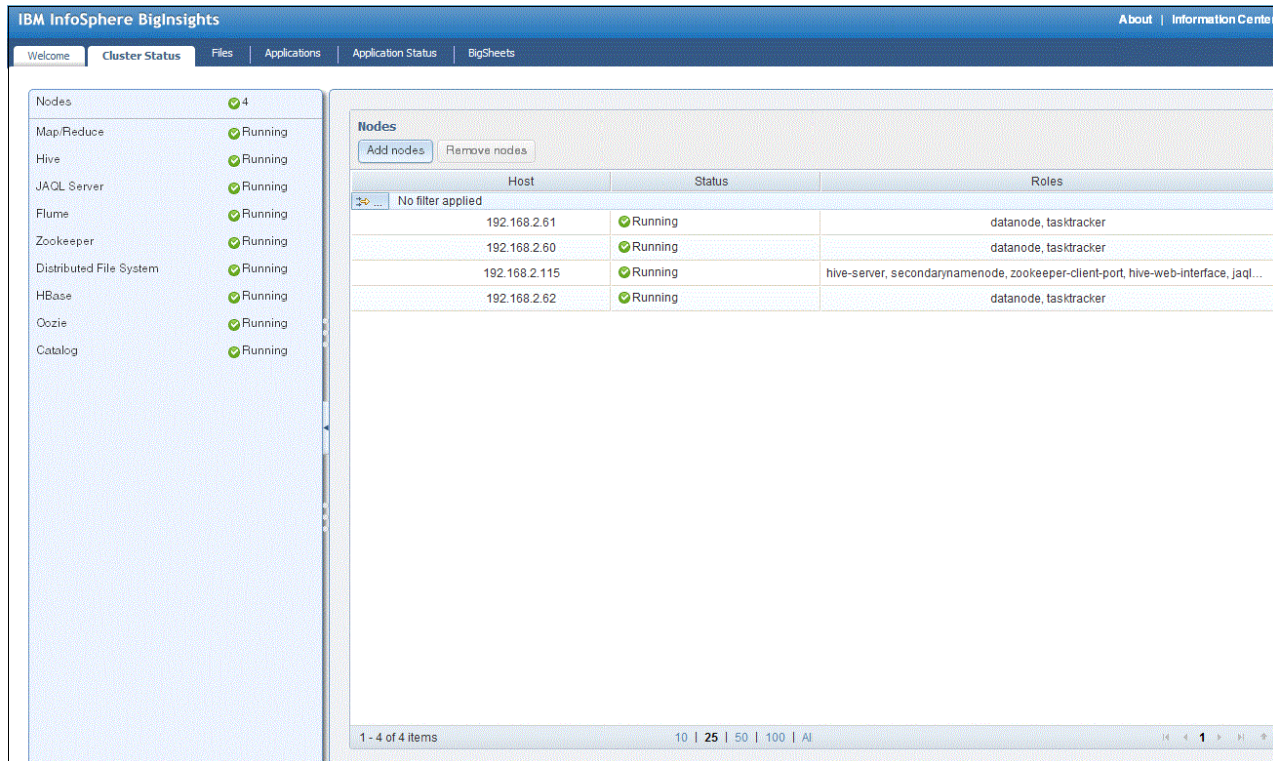 IBM InfoSphere BigInsights
About | Information Center
Welcome Cluster Status Files Applications Application Status BigSheets
Nodes 4
Map/Reduce Running
Hive Running
JAQL Server Running
Flume Running
Zookeeper Running
Distributed File System Running
HBase Running
Oozie Running
Catalog Running
Nodes
Add nodes Remove nodes
Host Status Roles
... No filter applied
192.168.2.61 Running datanode, tasktracker
192.168.2.60 Running datanode, tasktracker
192.168.2.115 Running hive-server, secondarynamenode, zookeeper-client-port, hive-web-interface, jaql...
192.168.2.62 Running datanode, tasktracker
1 - 4 of 4 items 10 | 25 | 50 | 100 | Al 1